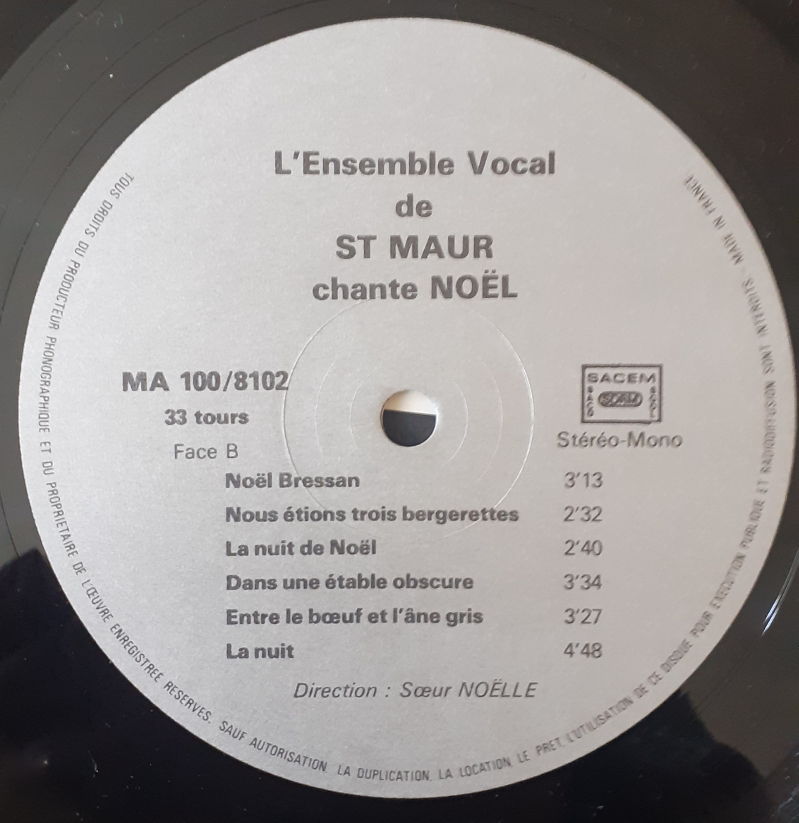 L'Ensemble Vocal
de
ST MAUR
chante NOËL
MA 100/8102
33 tours
Face B
SACEM
SACD
SDRM
SGDL
Stéréo-Mono
Noël Bressan 3'13
Nous étions trois bergerettes 2'32
La nuit de Noël 2'40
Dans une étable obscure 3'34
Entre le bœuf et l'âne gris 3'27
La nuit 4'48
Direction : Sœur NOËLLE
TOUS DROITS DU PRODUCTEUR PHONOGRAPHIQUE ET DU PROPRIETAIRE DE L'ŒUVRE ENREGISTREE RESERVES. SAUF AUTORISATION, LA DUPLICATION, LA LOCATION, LE PRET, L'UTILISATION DE CE DISQUE POUR EXECUTION PUBLIQUE ET RADIODIFFUSION SONT INTERDITS - MADE IN FRANCE